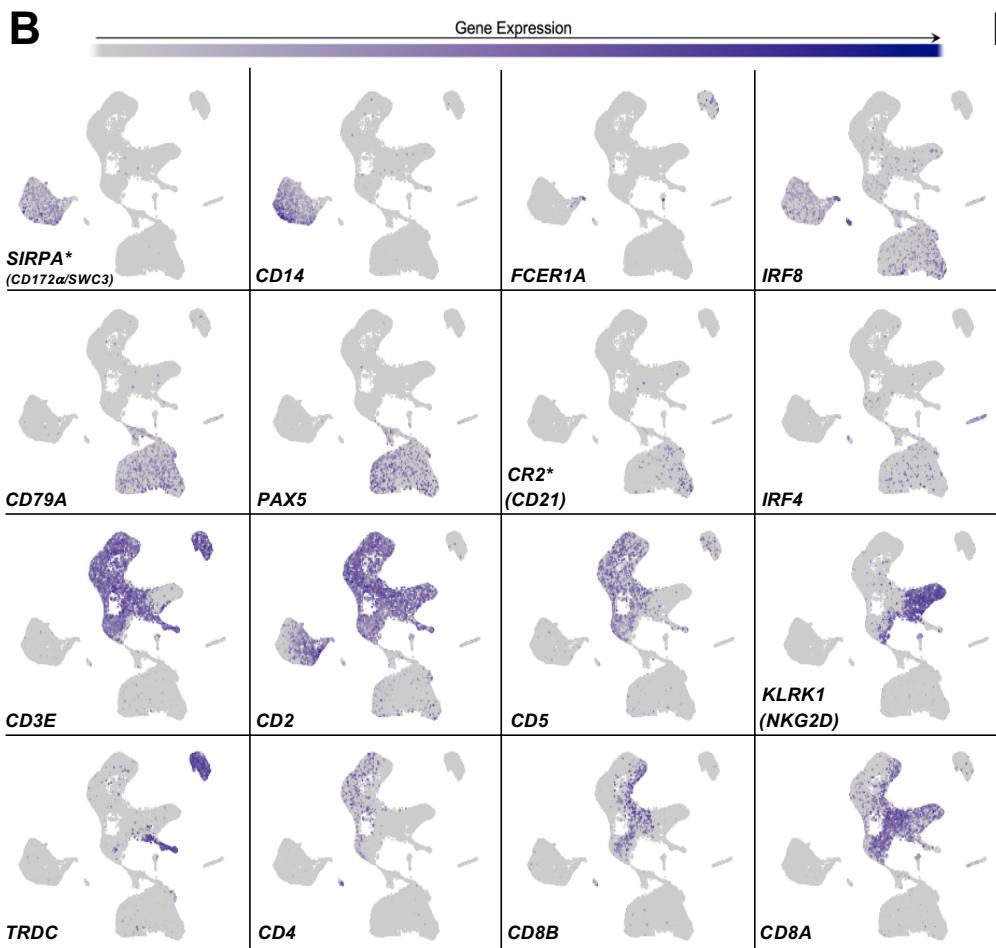 B
Gene Expression
SIRPA*
(CD172α/SWC3)
CD14
FCER1A
IRF8
CD79A
PAX5
CR2*
(CD21)
IRF4
CD3E
CD2
CD5
KLRK1
(NKG2D)
TRDC
CD4
CD8B
CD8A